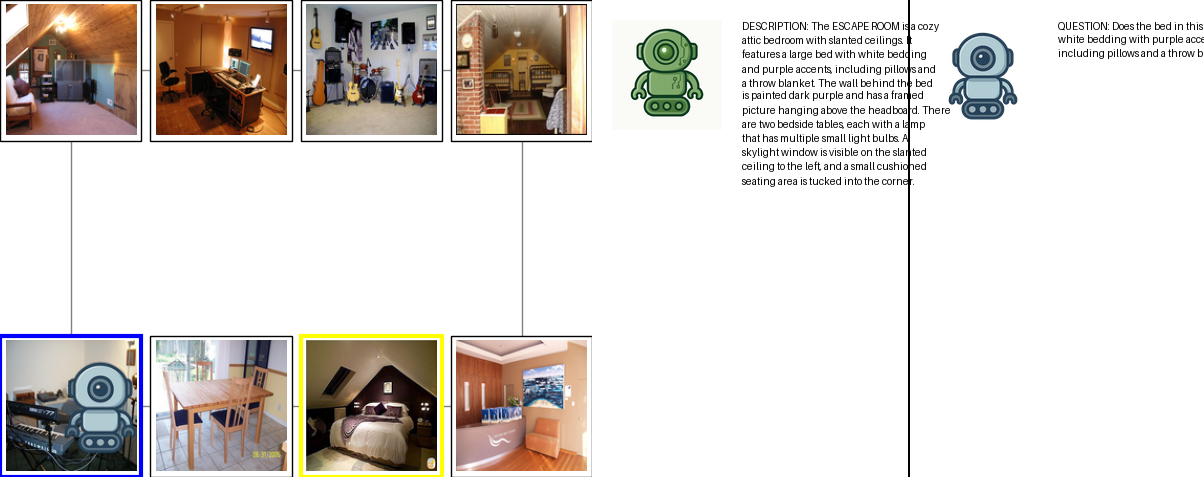 DESCRIPTION: The ESCAPE ROOM is a cozy
attic bedroom with slanted ceilings. It
features a large bed with white bedding
and purple accents, including pillows and
a throw blanket. The wall behind the bed
is painted dark purple and has a framed
picture hanging above the headboard. There
are two bedside tables, each with a lamp
that has multiple small light bulbs. A
skylight window is visible on the slanted
ceiling to the left, and a small cushioned
seating area is tucked into the corner.
QUESTION: Does the bed in this
white bedding with purple acce
including pillows and a throw b